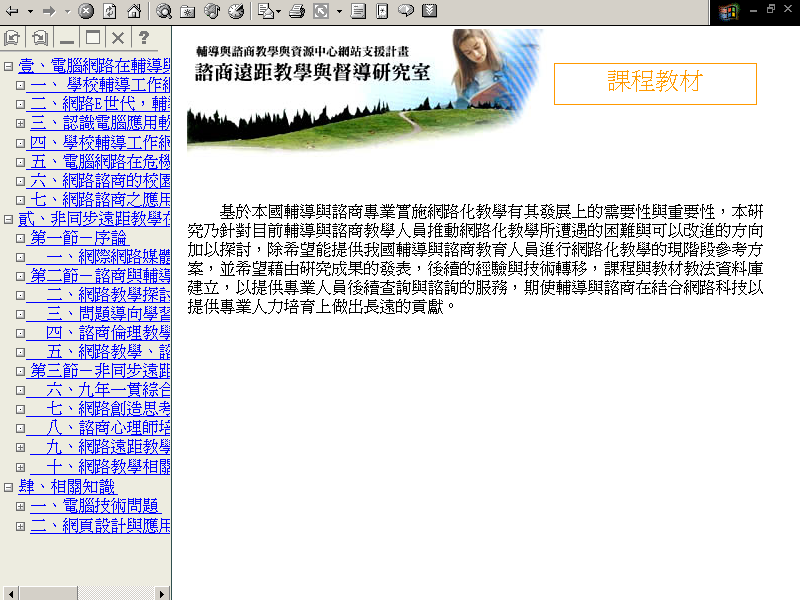 壹、電腦網路在輔導與
一、 學校輔導工作網
二、網路E世代，輔
三、認識電腦應用軟
四、學校輔導工作網
五、電腦網路在危機
六、網路諮商的校園
七、網路諮商之應用
貳、非同步遠距教學在
第一節－序論
一、網際網路媒體
第二節－諮商與輔導
二、網路教學探討
三、問題導向學習
四、諮商倫理教學
五、網路教學、諮
第三節－非同步遠距
六、九年一貫綜合
七、網路創造思考
八、諮商心理師培
九、網路遠距教學
十、網路教學相關
肆、相關知識
一、電腦技術問題
二、網頁設計與應用
輔導與諮商教學與資源中心網站支援計畫
諮商遠距教學與督導研究室
課程教材
基於本國輔導與諮商專業實施網路化教學有其發展上的需要性與重要性，本研
究乃針對目前輔導與諮商教學人員推動網路化教學所遭遇的困難與可以改進的方向
加以探討，除希望能提供我國輔導與諮商教育人員進行網路化教學的現階段參考方
案，並希望藉由研究成果的發表，後續的經驗與技術轉移，課程與教材教法資料庫
建立，以提供專業人員後續查詢與諮詢的服務，期使輔導與諮商在結合網路科技以
提供專業人力培育上做出長遠的貢獻。